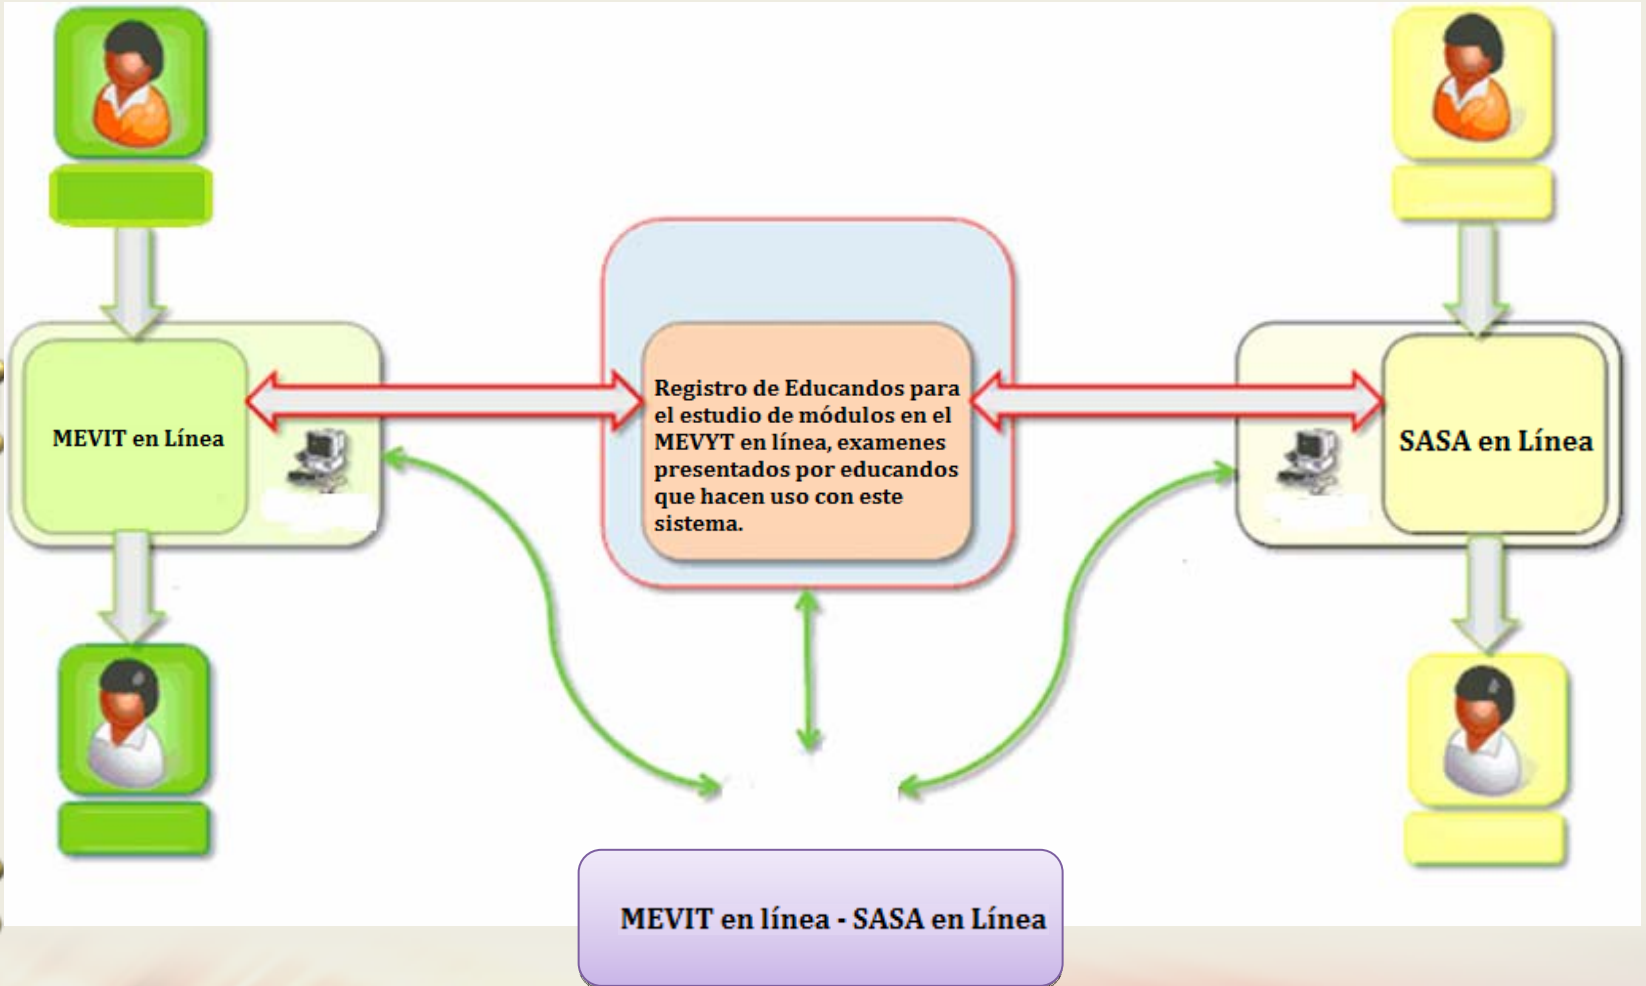 MEVIT en Línea
Registro de Educandos para
el estudio de módulos en el
MEVYT en línea, examenes
presentados por educandos
que hacen uso con este
sistema.
SASA en Línea
MEVIT en línea - SASA en Línea